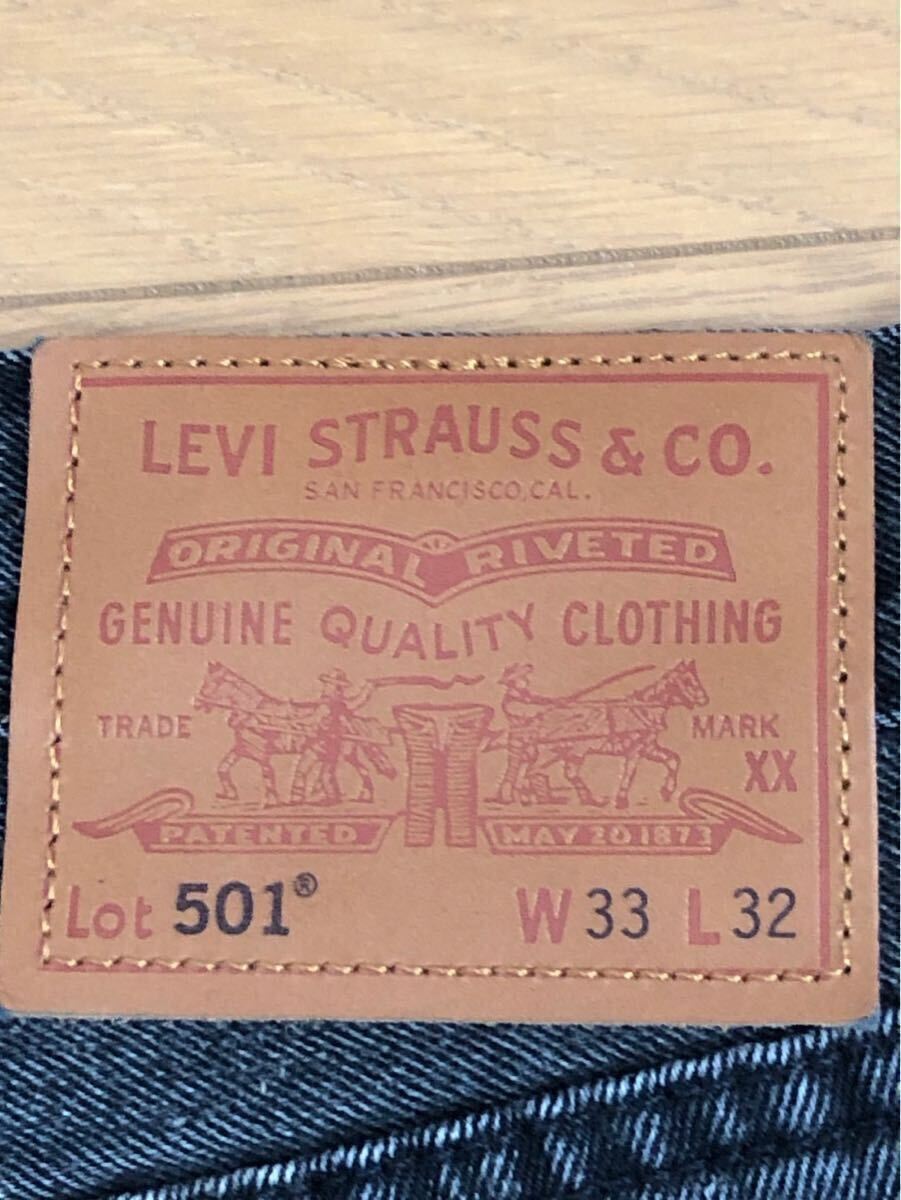 LEVI STRAUSS & CO.
SAN FRANCISCO, CAL.
ORIGINAL RIVETED
GENUINE QUALITY CLOTHING
TRADE MARK
XX
PATENTED MAY 20 1873
Lot 501® W 33 L 32